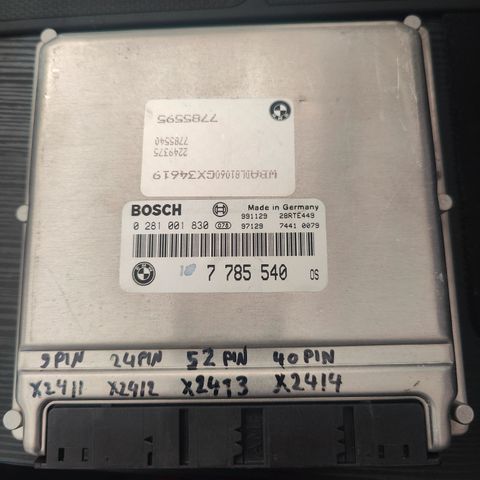 7785595
7785540
2249375
BOSCH
Made in Germany
0 281 001 830
991129 28RTE449
97129 7441 0079
7 785 540 OS
9PIN 24PIN 52 PIN 40 PIN
X2411 X2412 X2413 X2414